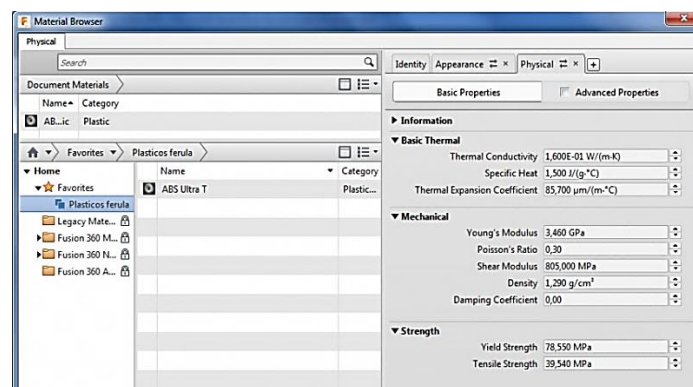 Material Browser
Physical
Search
Document Materials
Name Category
AB...ic Plastic
Favorites Plasticos ferula
Home
Favorites
Plasticos ferula
Legacy Mate...
Fusion 360 M...
Fusion 360 N...
Fusion 360 A...
Name Category
ABS Ultra T Plastic...
Identity Appearance Physical
Basic Properties Advanced Properties
Information
Basic Thermal
Thermal Conductivity 1,600E-01 W/(m·K)
Specific Heat 1,500 J/(g·°C)
Thermal Expansion Coefficient 85,700 µm/(m·°C)
Mechanical
Young's Modulus 3,460 GPa
Poisson's Ratio 0,30
Shear Modulus 805,000 MPa
Density 1,290 g/cm³
Damping Coefficient 0,00
Strength
Yield Strength 78,550 MPa
Tensile Strength 39,540 MPa